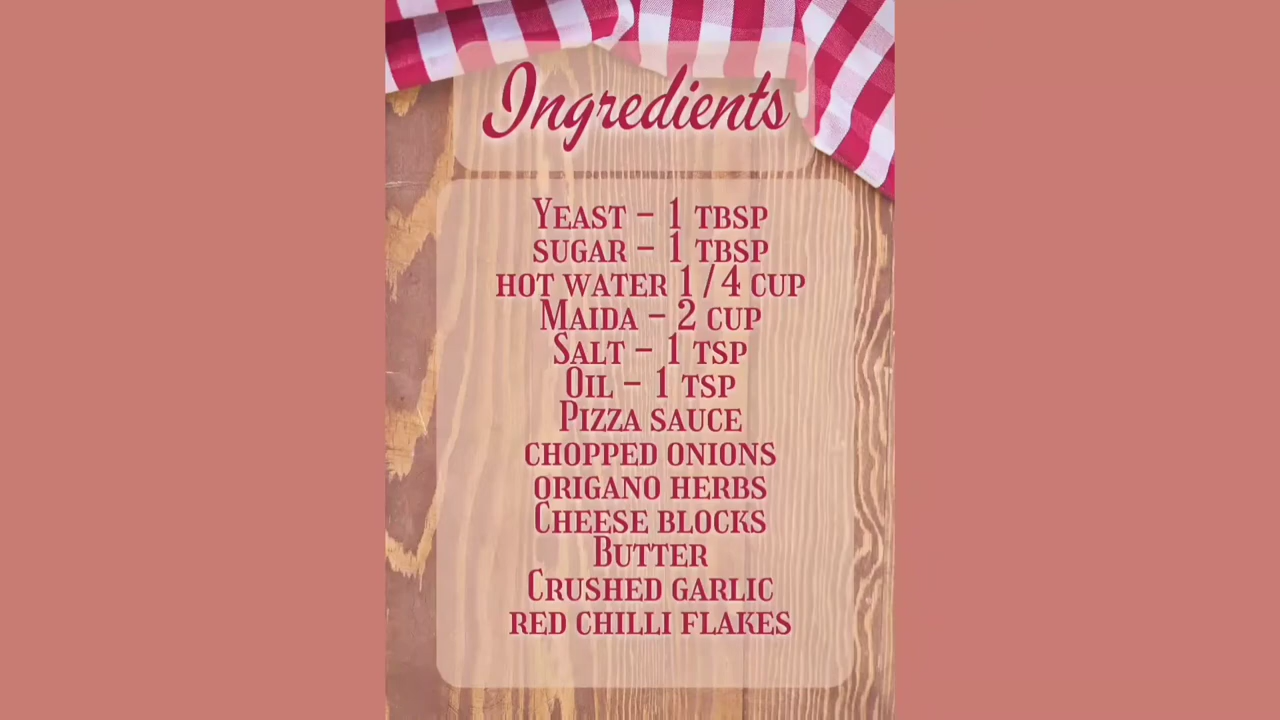 Ingredients
Yeast - 1 tbsp
sugar - 1 tbsp
hot water 1/4 cup
Maida - 2 cup
Salt - 1 tsp
Oil - 1 tsp
Pizza sauce
chopped onions
origano herbs
Cheese blocks
Butter
Crushed garlic
red chilli flakes